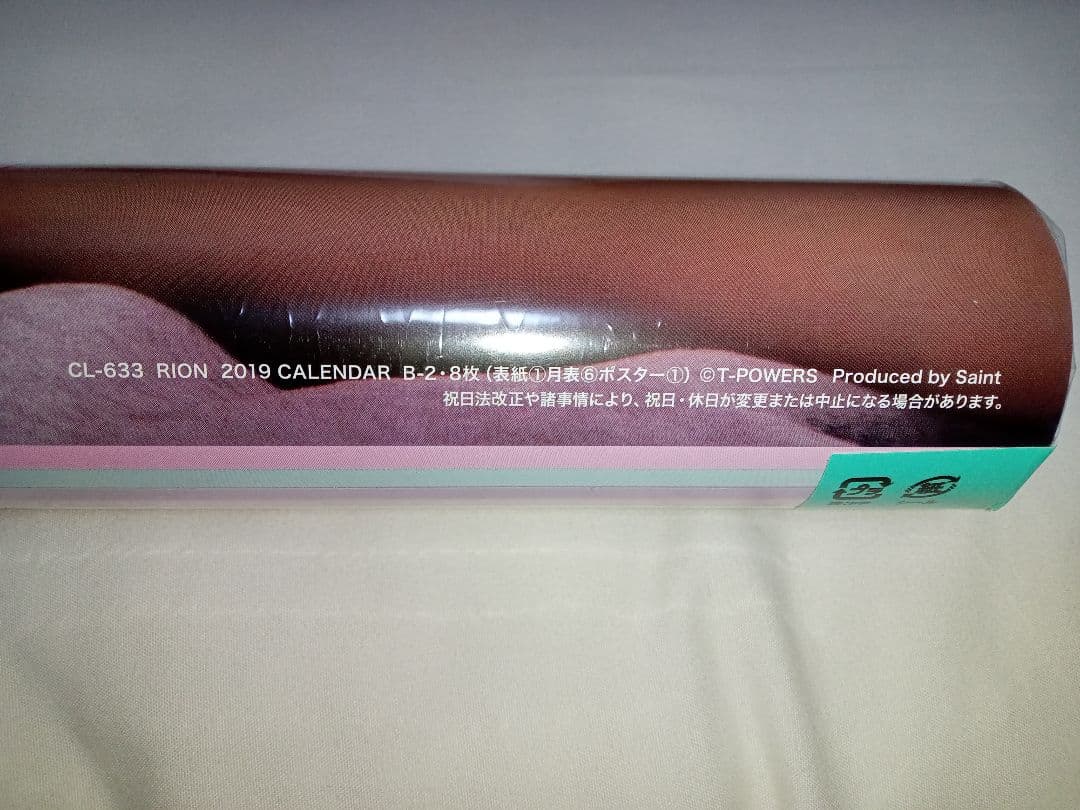 CL-633 RION 2019 CALENDAR B-2・8枚（表紙①月表⑥ポスター①）©T-POWERS Produced by Saint
祝日法改正や諸事情により、祝日・休日が変更または中止になる場合があります。
プラ 紙